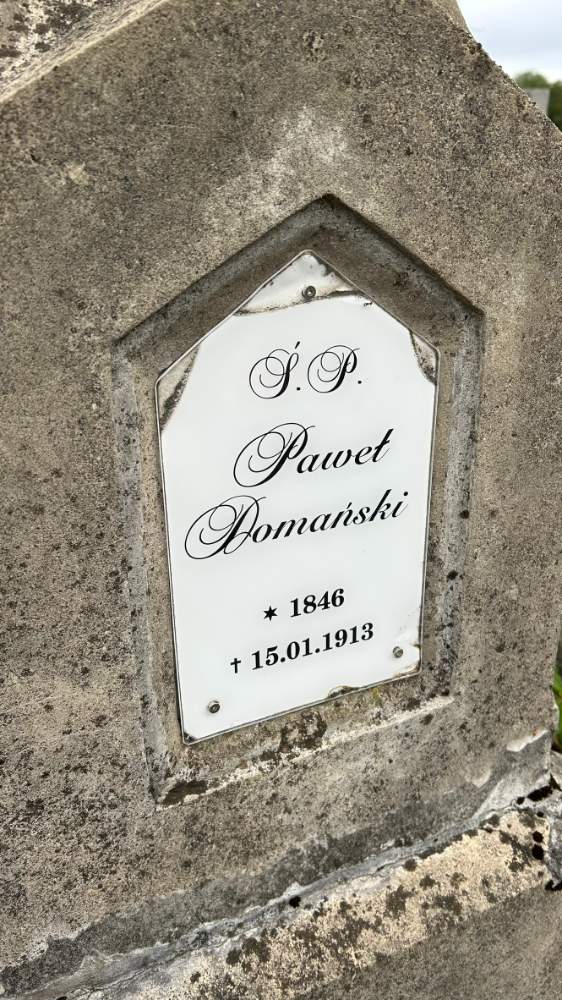 Ś.P.
Paweł
Domański
✶ 1846
† 15.01.1913